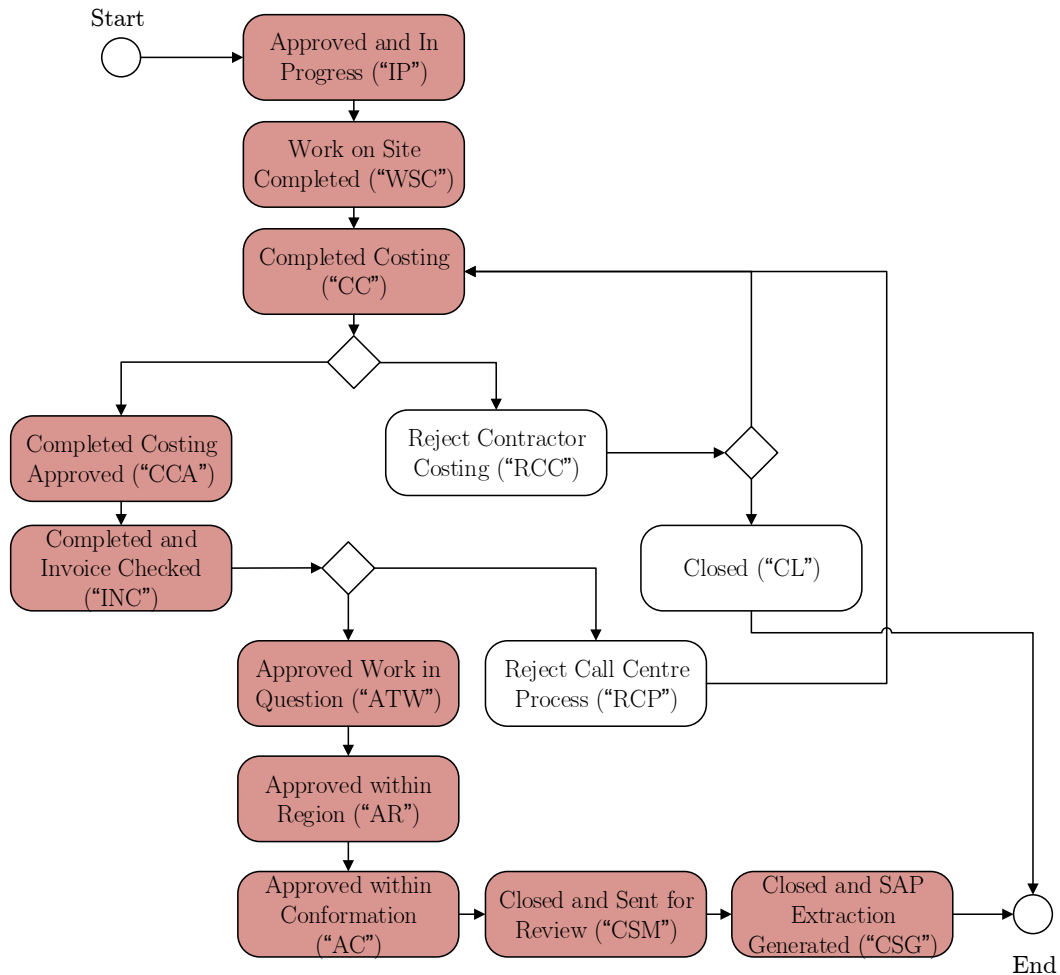 Start
Approved and In
Progress (“IP”)
Work on Site
Completed (“WSC”)
Completed Costing
(“CC”)
Completed Costing
Approved (“CCA”)
Reject Contractor
Costing (“RCC”)
Completed and
Invoice Checked
(“INC”)
Closed (“CL”)
Approved Work in
Question (“ATW”)
Reject Call Centre
Process (“RCP”)
Approved within
Region (“AR”)
Approved within
Conformation
(“AC”)
Closed and Sent for
Review (“CSM”)
Closed and SAP
Extraction
Generated (“CSG”)
End